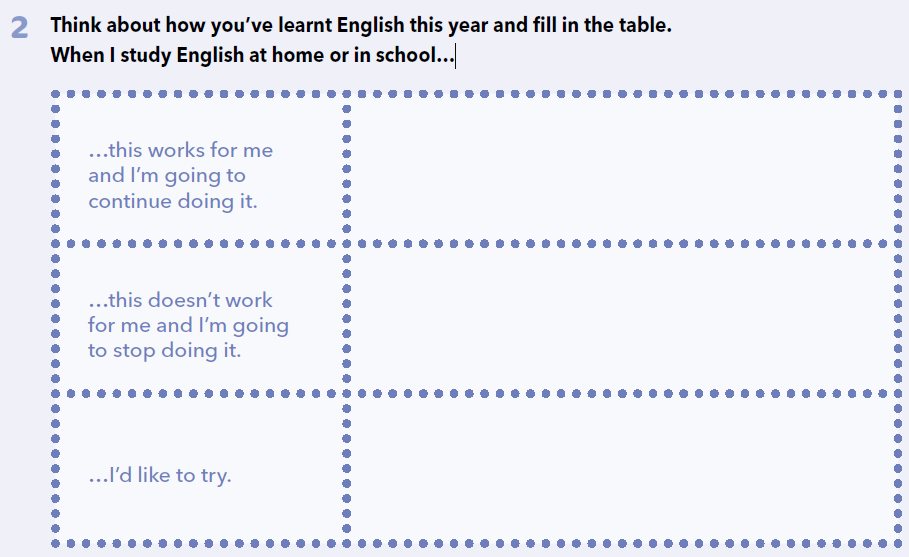 2 Think about how you’ve learnt English this year and fill in the table.
When I study English at home or in school...
...this works for me
and I’m going to
continue doing it.
...this doesn’t work
for me and I’m going
to stop doing it.
...I’d like to try.